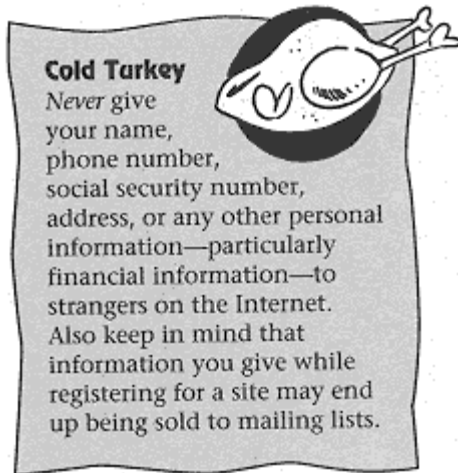 Cold Turkey
Never give
your name,
phone number,
social security number,
address, or any other personal
information—particularly
financial information—to
strangers on the Internet.
Also keep in mind that
information you give while
registering for a site may end
up being sold to mailing lists.